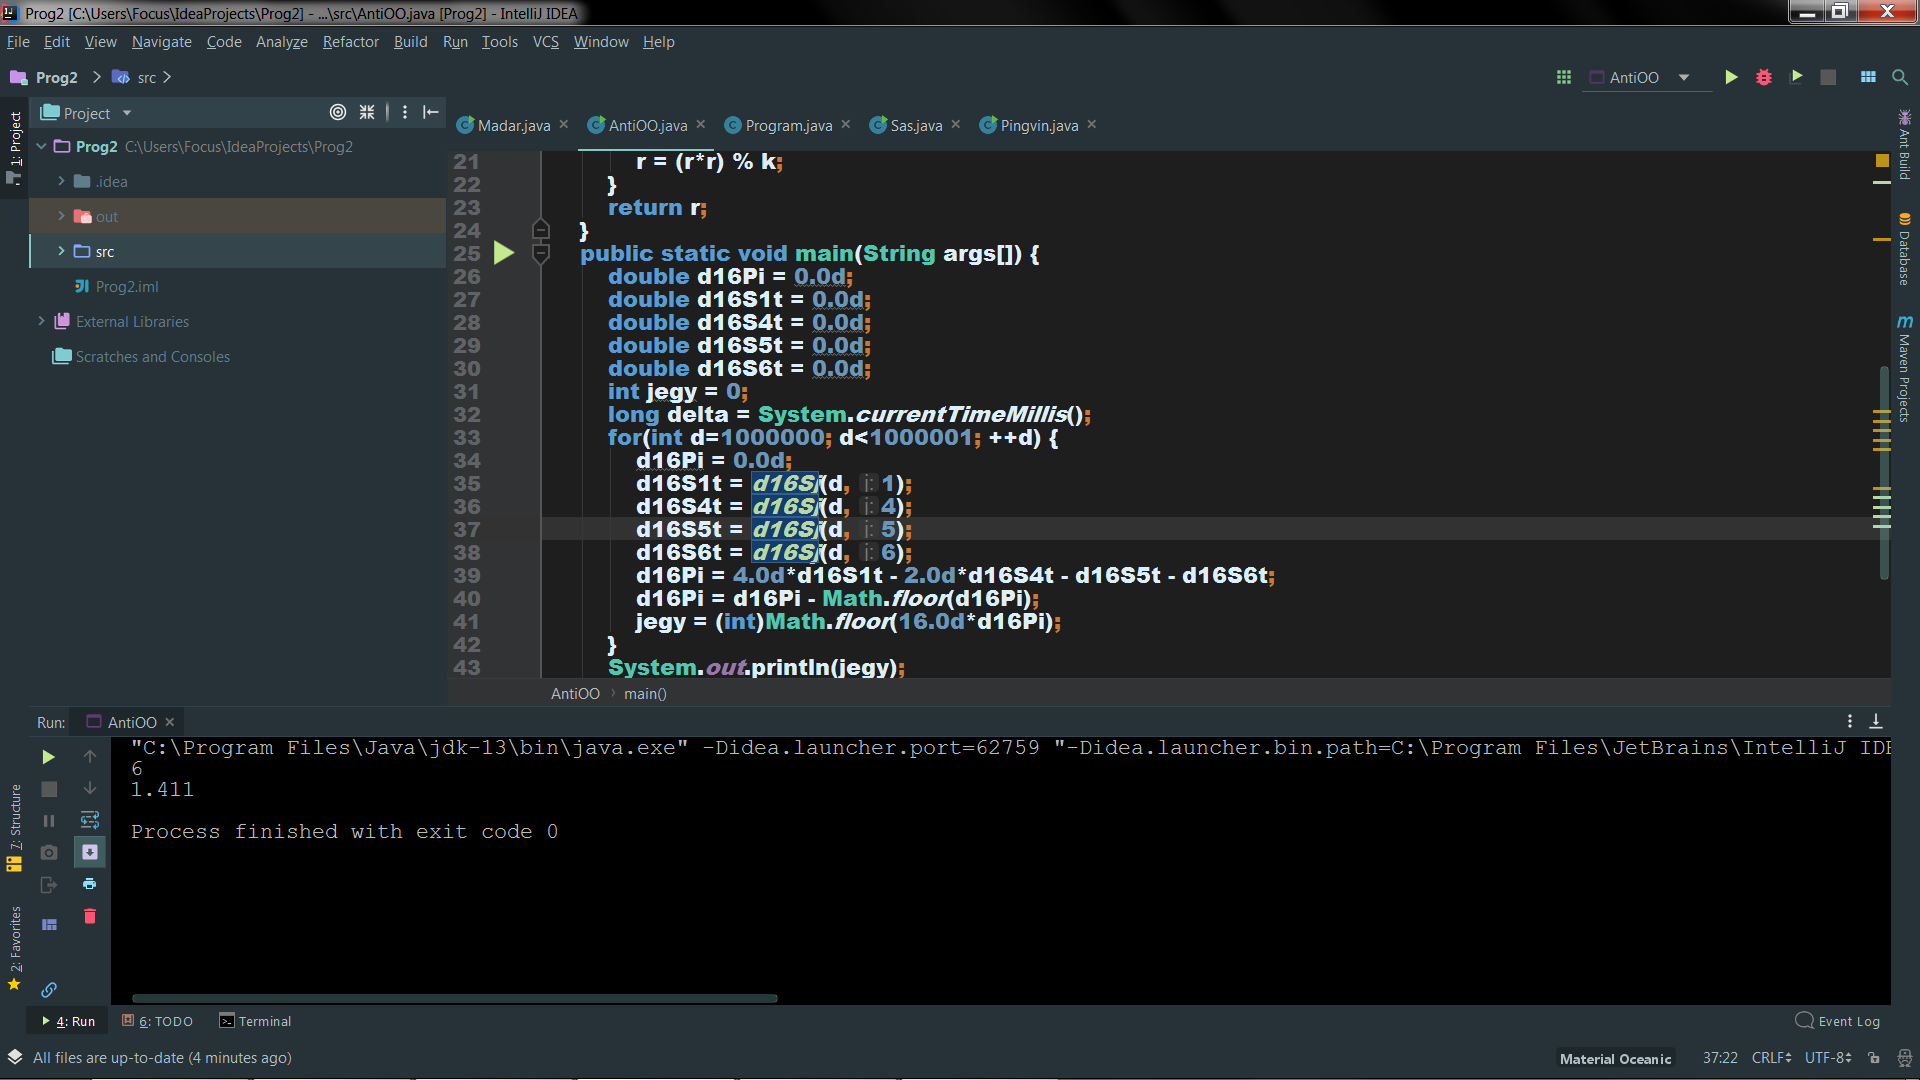 Prog2 [C:\Users\Focus\IdeaProjects\Prog2] - ...\src\AntiOO.java [Prog2] - IntelliJ IDEA
File Edit View Navigate Code Analyze Refactor Build Run Tools VCS Window Help
Prog2 src AntiOO
Project
1: Project
Prog2 C:\Users\Focus\IdeaProjects\Prog2
.idea
out
src
Prog2.iml
External Libraries
Scratches and Consoles
Madar.java AntiOO.java Program.java Sas.java Pingvin.java
21 r = (r*r) % k;
22 }
23 return r;
24 }
25 public static void main(String args[]) {
26 double d16Pi = 0.0d;
27 double d16S1t = 0.0d;
28 double d16S4t = 0.0d;
29 double d16S5t = 0.0d;
30 double d16S6t = 0.0d;
31 int jegy = 0;
32 long delta = System.currentTimeMillis();
33 for(int d=1000000; d<1000001; ++d) {
34 d16Pi = 0.0d;
35 d16S1t = d16Sj(d, j: 1);
36 d16S4t = d16Sj(d, j: 4);
37 d16S5t = d16Sj(d, j: 5);
38 d16S6t = d16Sj(d, j: 6);
39 d16Pi = 4.0d*d16S1t - 2.0d*d16S4t - d16S5t - d16S6t;
40 d16Pi = d16Pi - Math.floor(d16Pi);
41 jegy = (int)Math.floor(16.0d*d16Pi);
42 }
43 System.out.println(jegy);
AntiOO main()
Ant Build
Database
m Maven Projects
Run: AntiOO
"C:\Program Files\Java\jdk-13\bin\java.exe" -Didea.launcher.port=62759 "-Didea.launcher.bin.path=C:\Program Files\JetBrains\IntelliJ IDE
6
1.411
Process finished with exit code 0
7: Structure
2: Favorites
4: Run 6: TODO Terminal Event Log
All files are up-to-date (4 minutes ago) Material Oceanic 37:22 CRLF UTF-8